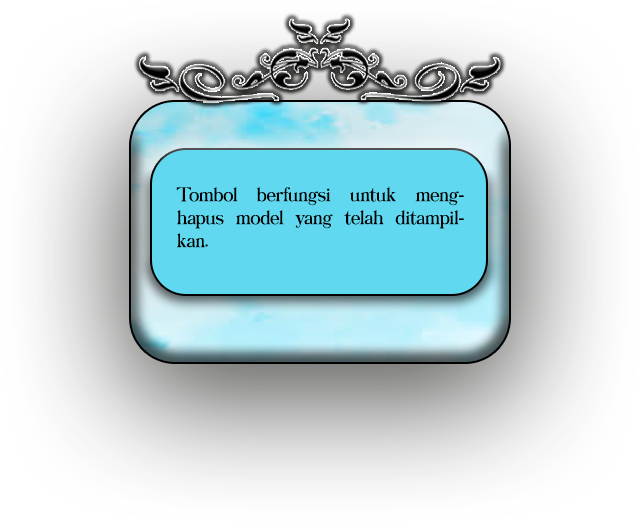 Tombol berfungsi untuk meng-
hapus model yang telah ditampil-
kan.